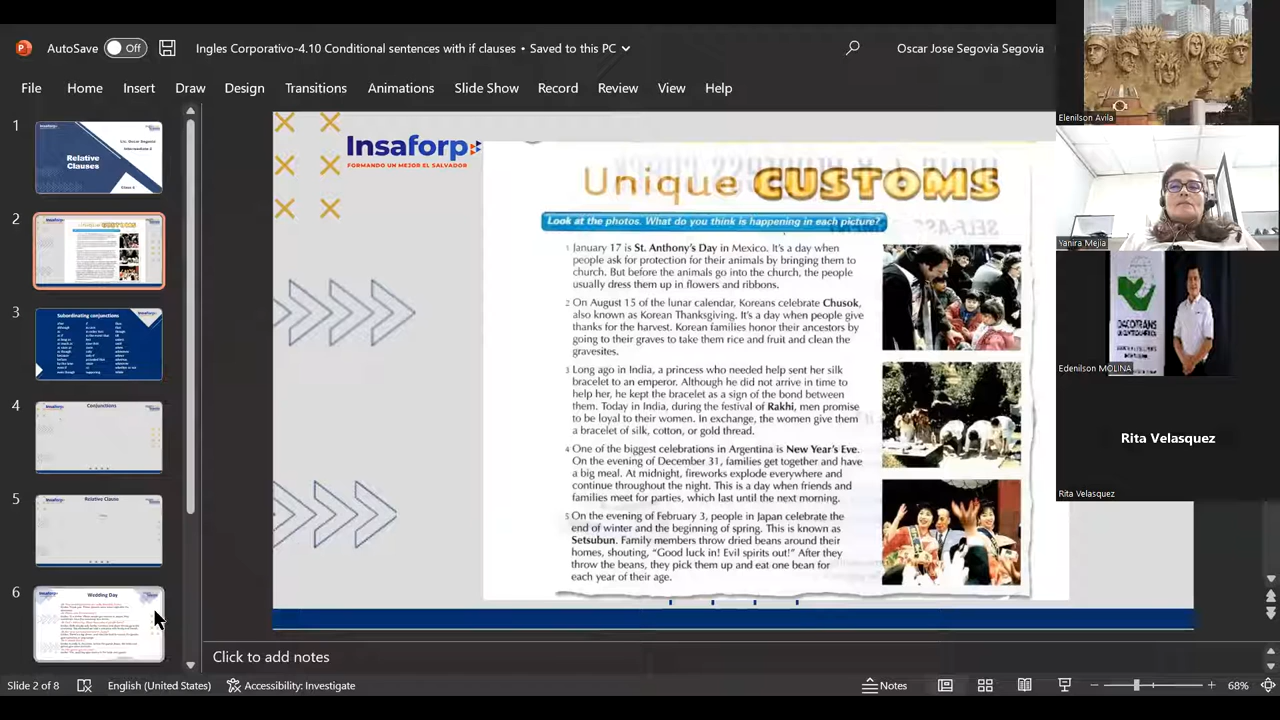 AutoSave Off Ingles Corporativo-4.10 Conditional sentences with if clauses • Saved to this PC Oscar Jose Segovia Segovia
File Home Insert Draw Design Transitions Animations Slide Show Record Review View Help
1
Relative
Clauses
2
3
Subordinating conjunctions
4
Conjunctions
5
Relative Clause
6
Wedding Day
Insaforp
FORMANDO UN MEJOR EL SALVADOR
Unique CUSTOMS
Look at the photos. What do you think is happening in each picture?
1 January 17 is St. Anthony's Day in Mexico. It's a day when
people ask for protection for their animals by bringing them to
church. But before the animals go into the church, the people
usually dress them up in flowers and ribbons.
2 On August 15 of the lunar calendar, Koreans celebrate Chusok,
also known as Korean Thanksgiving. It's a day when people give
thanks for the harvest. Korean families honor their ancestors by
going to their graves to take them rice and fruit and clean the
gravesites.
3 Long ago in India, a princess who needed help sent her silk
bracelet to an emperor. Although he did not arrive in time to
help her, he kept the bracelet as a sign of the bond between
them. Today in India, during the festival of Rakhi, men promise
to be loyal to their women. In exchange, the women give them
a bracelet of silk, cotton, or gold thread.
4 One of the biggest celebrations in Argentina is New Year's Eve.
On the evening of December 31, families get together and have
a big meal. At midnight, fireworks explode everywhere and
continue throughout the night. This is a day when friends and
families meet for parties, which last until the next morning.
5 On the evening of February 3, people in Japan celebrate the
end of winter and the beginning of spring. This is known as
Setsubun. Family members throw dried beans around their
homes, shouting, "Good luck in! Evil spirits out!" After they
throw the beans, they pick them up and eat one bean for
each year of their age.
Elenilson Avila
Yanira Mejia
Edenilson MOLINA
Rita Velasquez
Rita Velasquez
Click to add notes
Slide 2 of 8 English (United States) Accessibility: Investigate Notes 68%